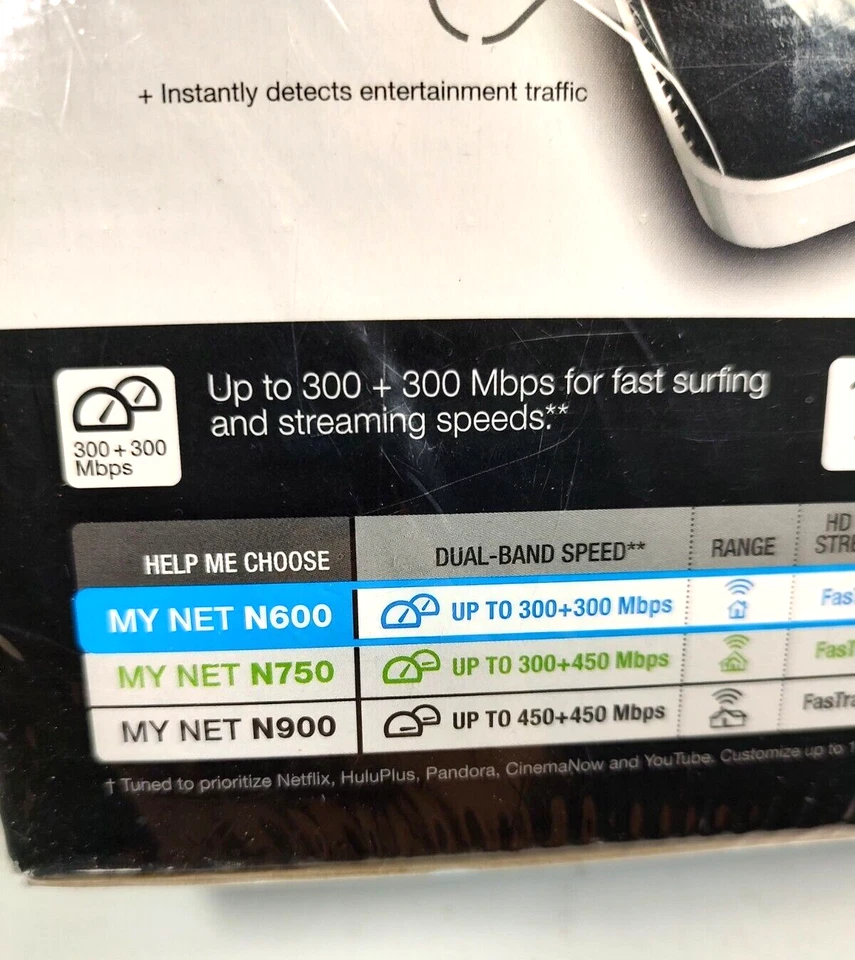 + Instantly detects entertainment traffic
300+300
Mbps
Up to 300 + 300 Mbps for fast surfing
and streaming speeds.**
HELP ME CHOOSE DUAL-BAND SPEED** RANGE HD
MY NET N600 UP TO 300+300 Mbps
MY NET N750 UP TO 300+450 Mbps
MY NET N900 UP TO 450+450 Mbps
† Tuned to prioritize Netflix, HuluPlus, Pandora, CinemaNow and YouTube. Customize up to